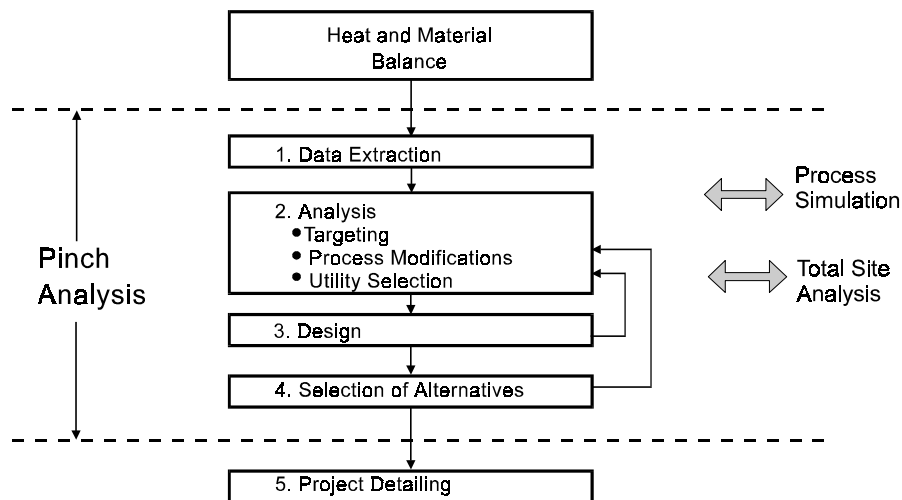 Heat and Material
Balance
1. Data Extraction
2. Analysis
•Targeting
• Process Modifications
• Utility Selection
3. Design
4. Selection of Alternatives
5. Project Detailing
Pinch
Analysis
Process
Simulation
Total Site
Analysis